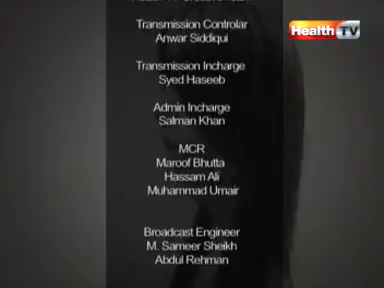 Transmission Controlar
Anwar Siddiqui
Transmission Incharge
Syed Haseeb
Admin Incharge
Salman Khan
MCR
Maroof Bhutta
Hassam Ali
Muhammad Umair
Broadcast Engineer
M. Sameer Sheikh
Abdul Rehman
Health TV